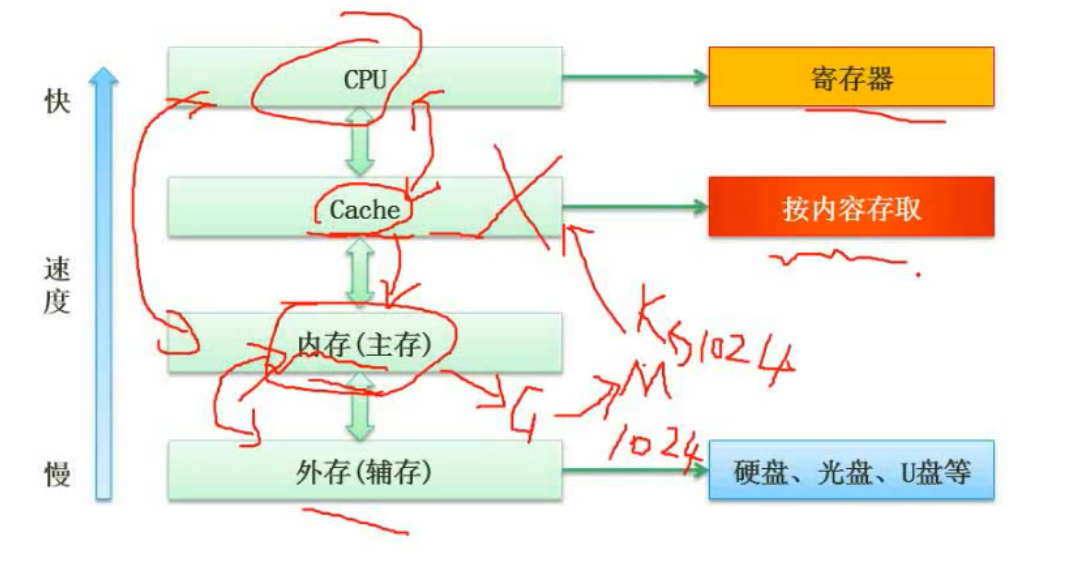 快
CPU
寄存器
Cache
按内容存取
速度
内存(主存)
K
1024
G
M
1024
慢
外存(辅存)
硬盘、光盘、U盘等